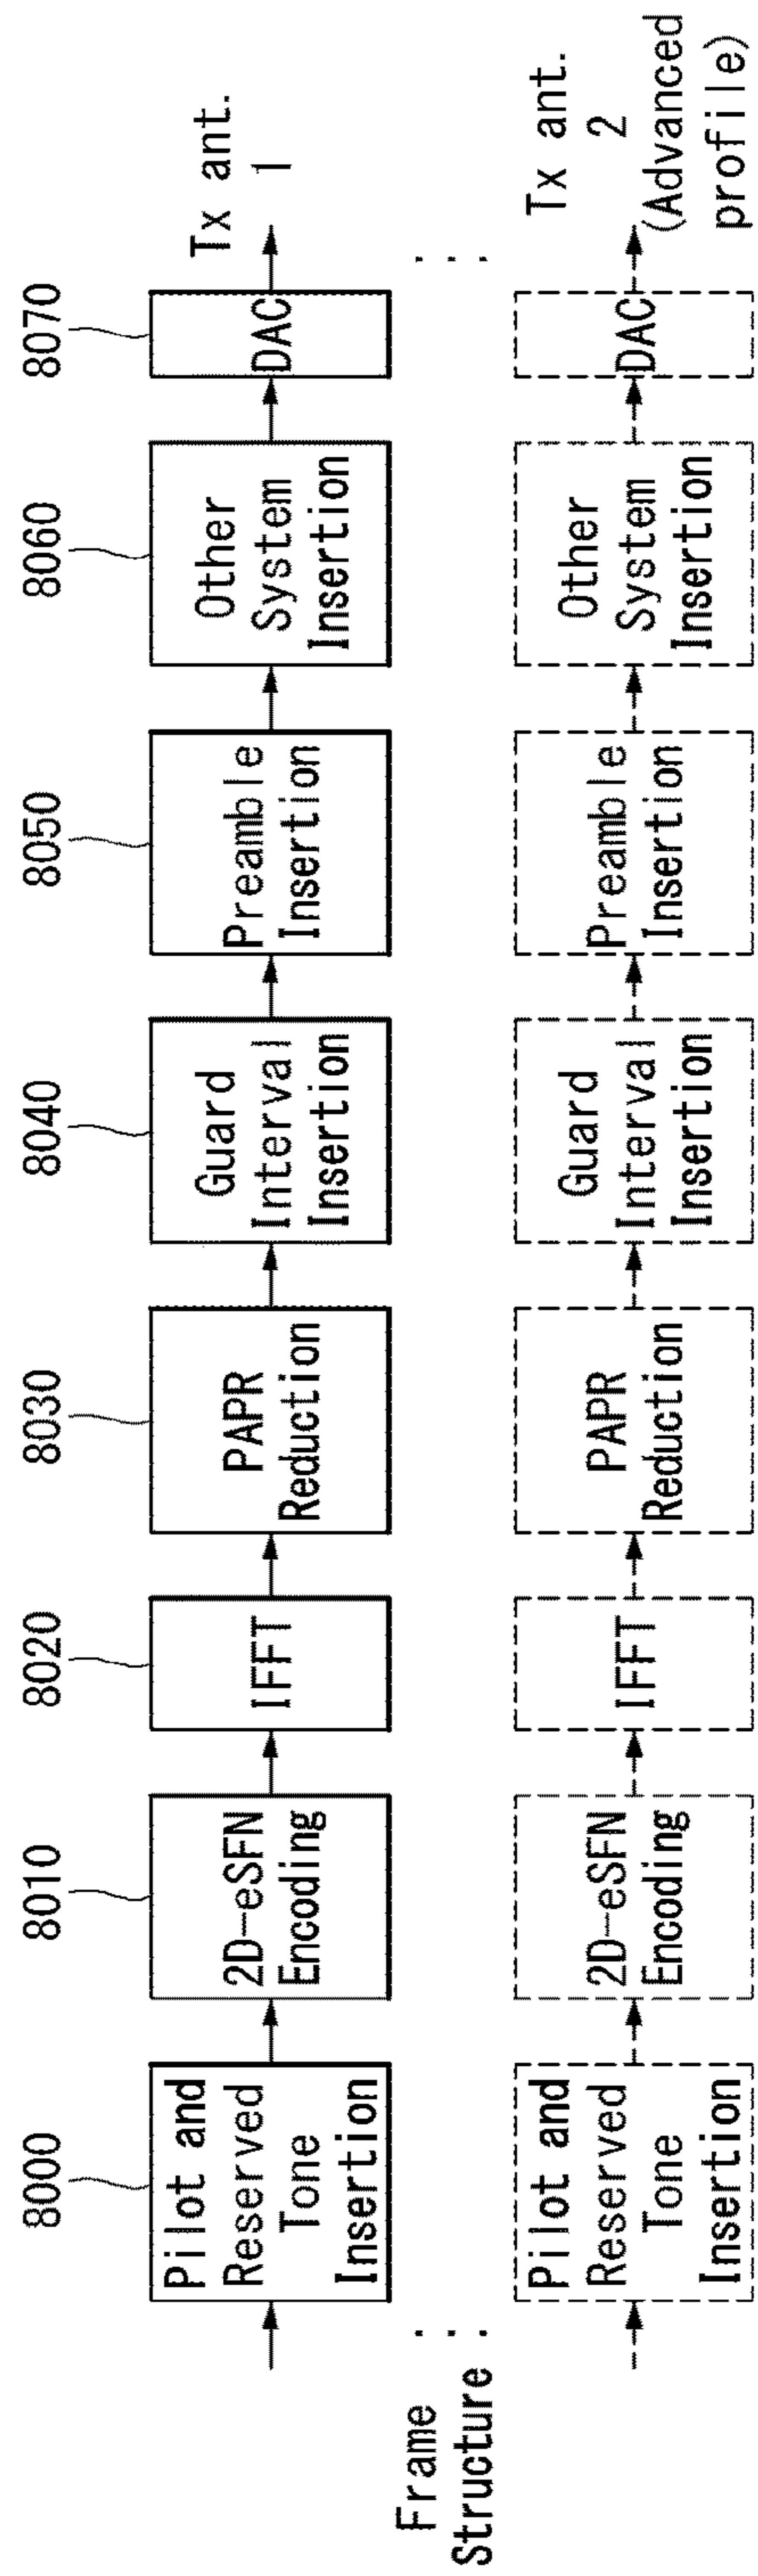 8000
8010
8020
8030
8040
8050
8060
8070
Pilot and
Reserved
Tone
Insertion
2D-eSFN
Encoding
IFFT
PAPR
Reduction
Guard
Interval
Insertion
Preamble
Insertion
Other
System
Insertion
DAC
Tx ant.
1
Frame
Structure
...
...
Pilot and
Reserved
Tone
Insertion
2D-eSFN
Encoding
IFFT
PAPR
Reduction
Guard
Interval
Insertion
Preamble
Insertion
Other
System
Insertion
DAC
Tx ant.
2
(Advanced
profile)